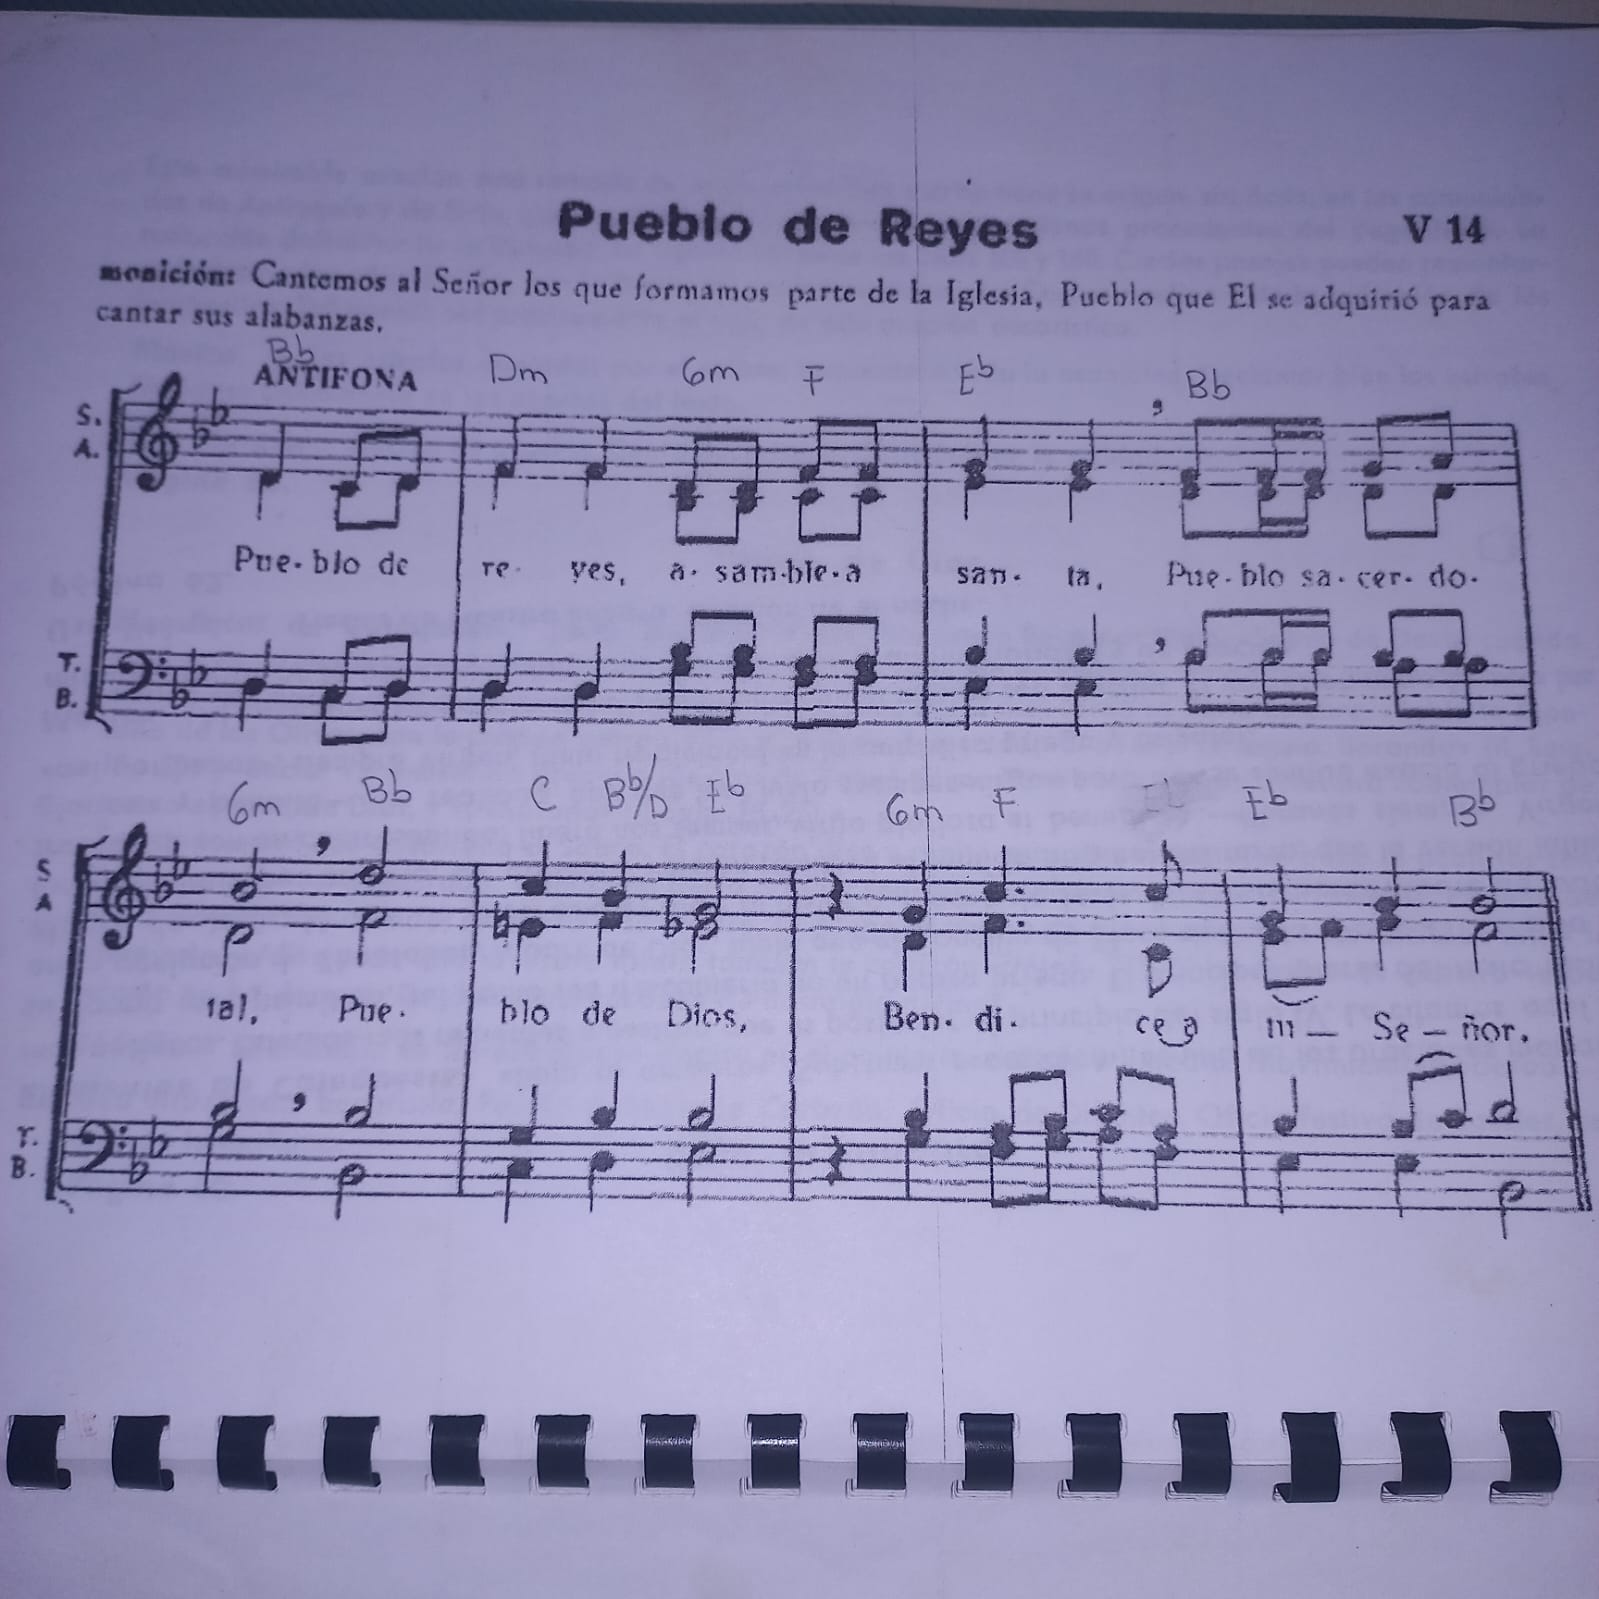 Pueblo de Reyes V 14
monición: Cantemos al Señor los que formamos parte de la Iglesia, Pueblo que El se adquirió para
cantar sus alabanzas.
Bb Dm Gm F Eb Bb
ANTIFONA
S.
A.
Pue- blo de re- yes, a- sam-ble-a san- ta, Pue- blo sa- cer- do-
T.
B.
Gm Bb C Bb/D Eb Gm F Eb Bb
S
A
tal, Pue- blo de Dios, Ben- di- ce a tu Se - ñor.
T.
B.